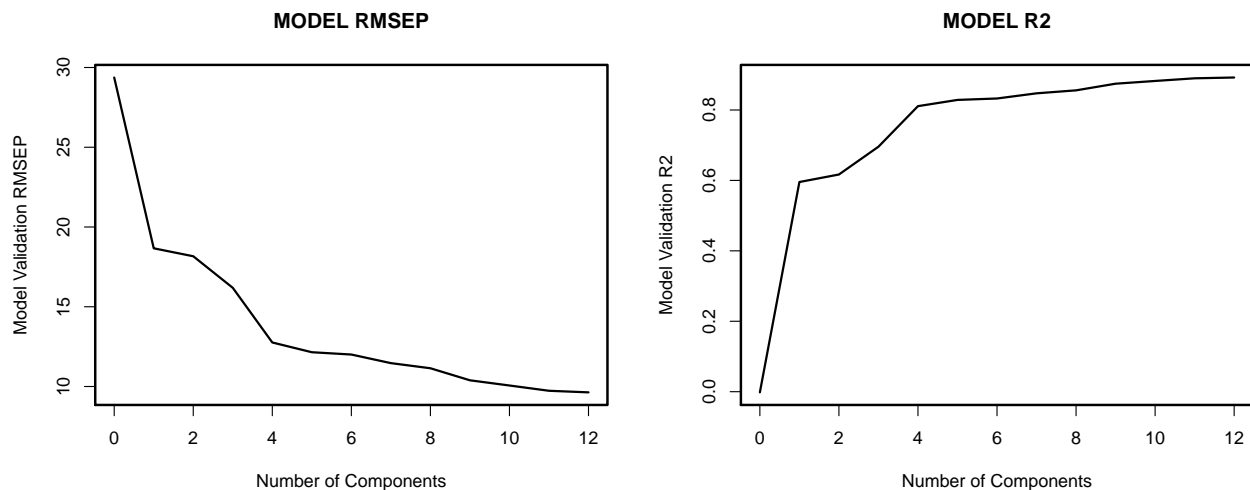 MODEL RMSEP
Model Validation RMSEP
30
25
20
15
10
0 2 4 6 8 10 12
Number of Components
MODEL R2
Model Validation R2
0.8
0.6
0.4
0.2
0.0
0 2 4 6 8 10 12
Number of Components